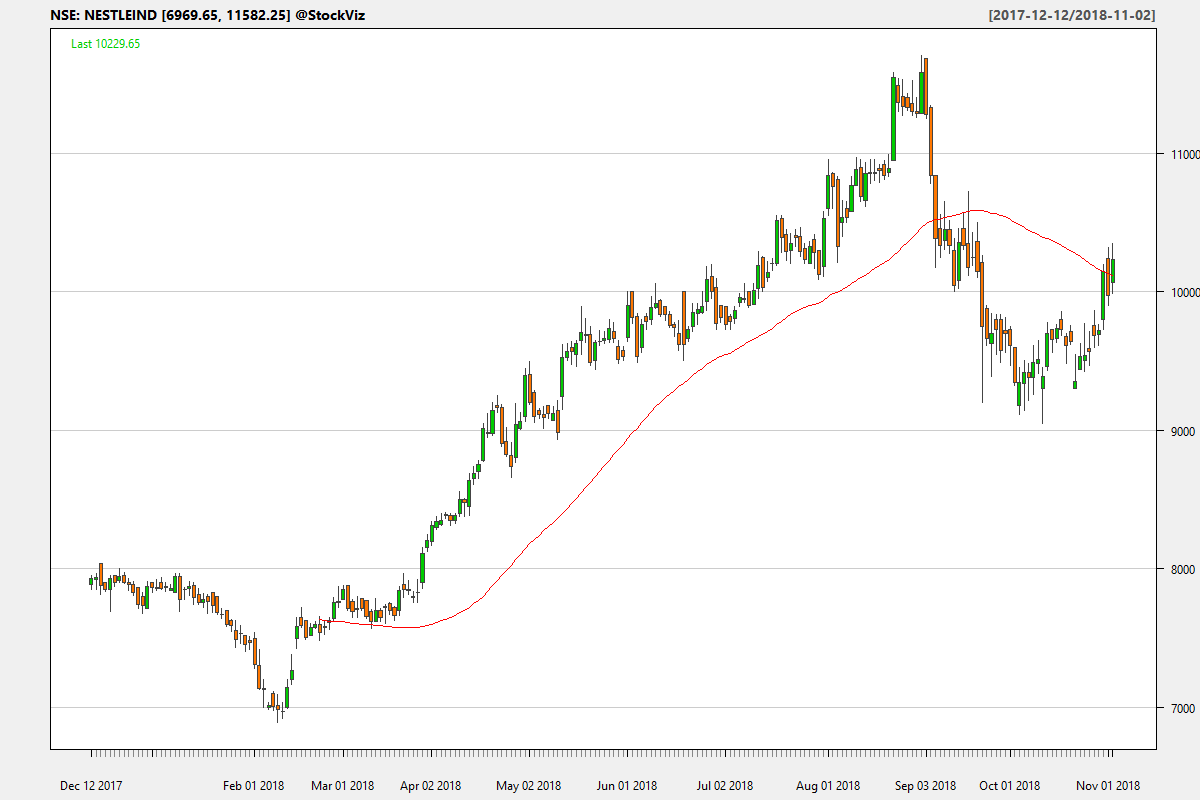 NSE: NESTLEIND [6969.65, 11582.25] @StockViz
[2017-12-12/2018-11-02]
Last 10229.65
11000
10000
9000
8000
7000
Dec 12 2017
Feb 01 2018
Mar 01 2018
Apr 02 2018
May 02 2018
Jun 01 2018
Jul 02 2018
Aug 01 2018
Sep 03 2018
Oct 01 2018
Nov 01 2018